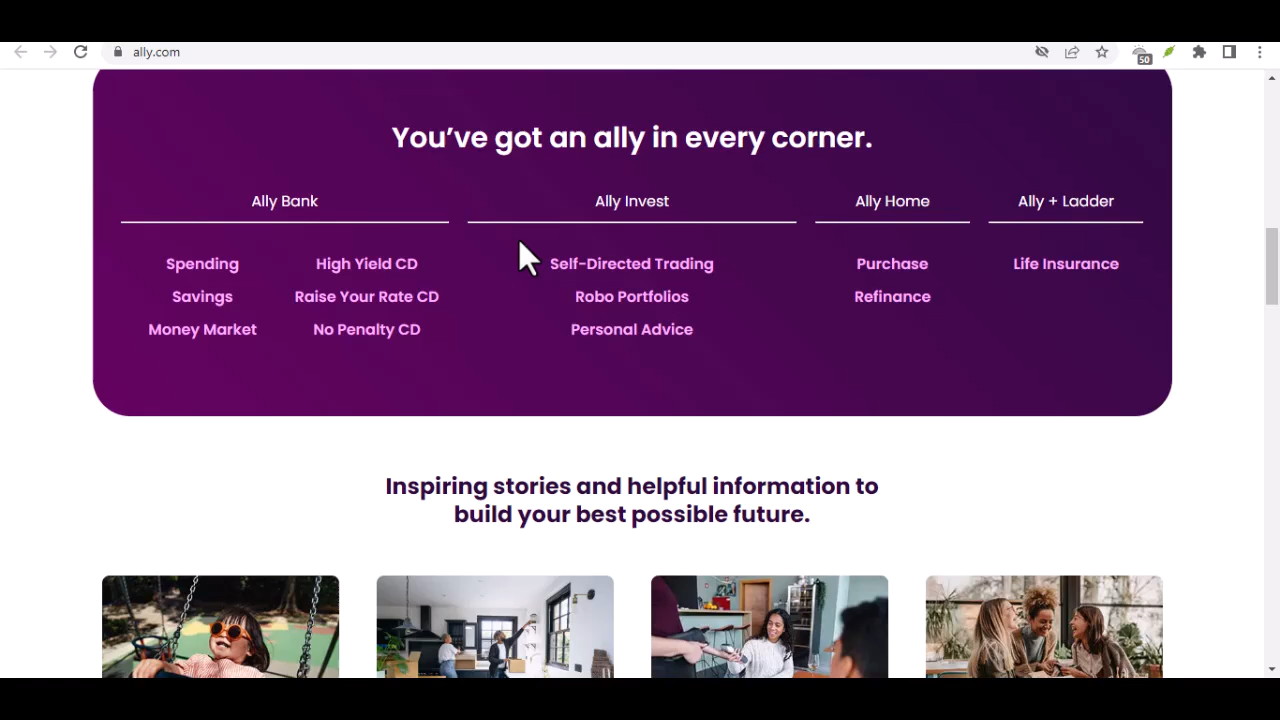 ally.com
50
You’ve got an ally in every corner.
Ally Bank
Ally Invest
Ally Home
Ally + Ladder
Spending
High Yield CD
Self-Directed Trading
Purchase
Life Insurance
Savings
Raise Your Rate CD
Robo Portfolios
Refinance
Money Market
No Penalty CD
Personal Advice
Inspiring stories and helpful information to
build your best possible future.